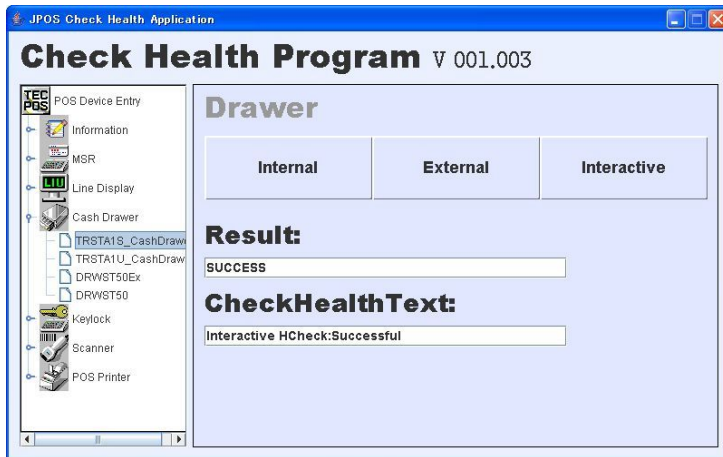 JPOS Check Health Application
Check Health Program V 001.003
TEC
POS
POS Device Entry
Information
MSR
Line Display
Cash Drawer
TRSTA1S_CashDraw
TRSTA1U_CashDraw
DRWST50Ex
DRWST50
Keylock
Scanner
POS Printer
Drawer
Internal External Interactive
Result:
SUCCESS
CheckHealthText:
Interactive HCheck:Successful